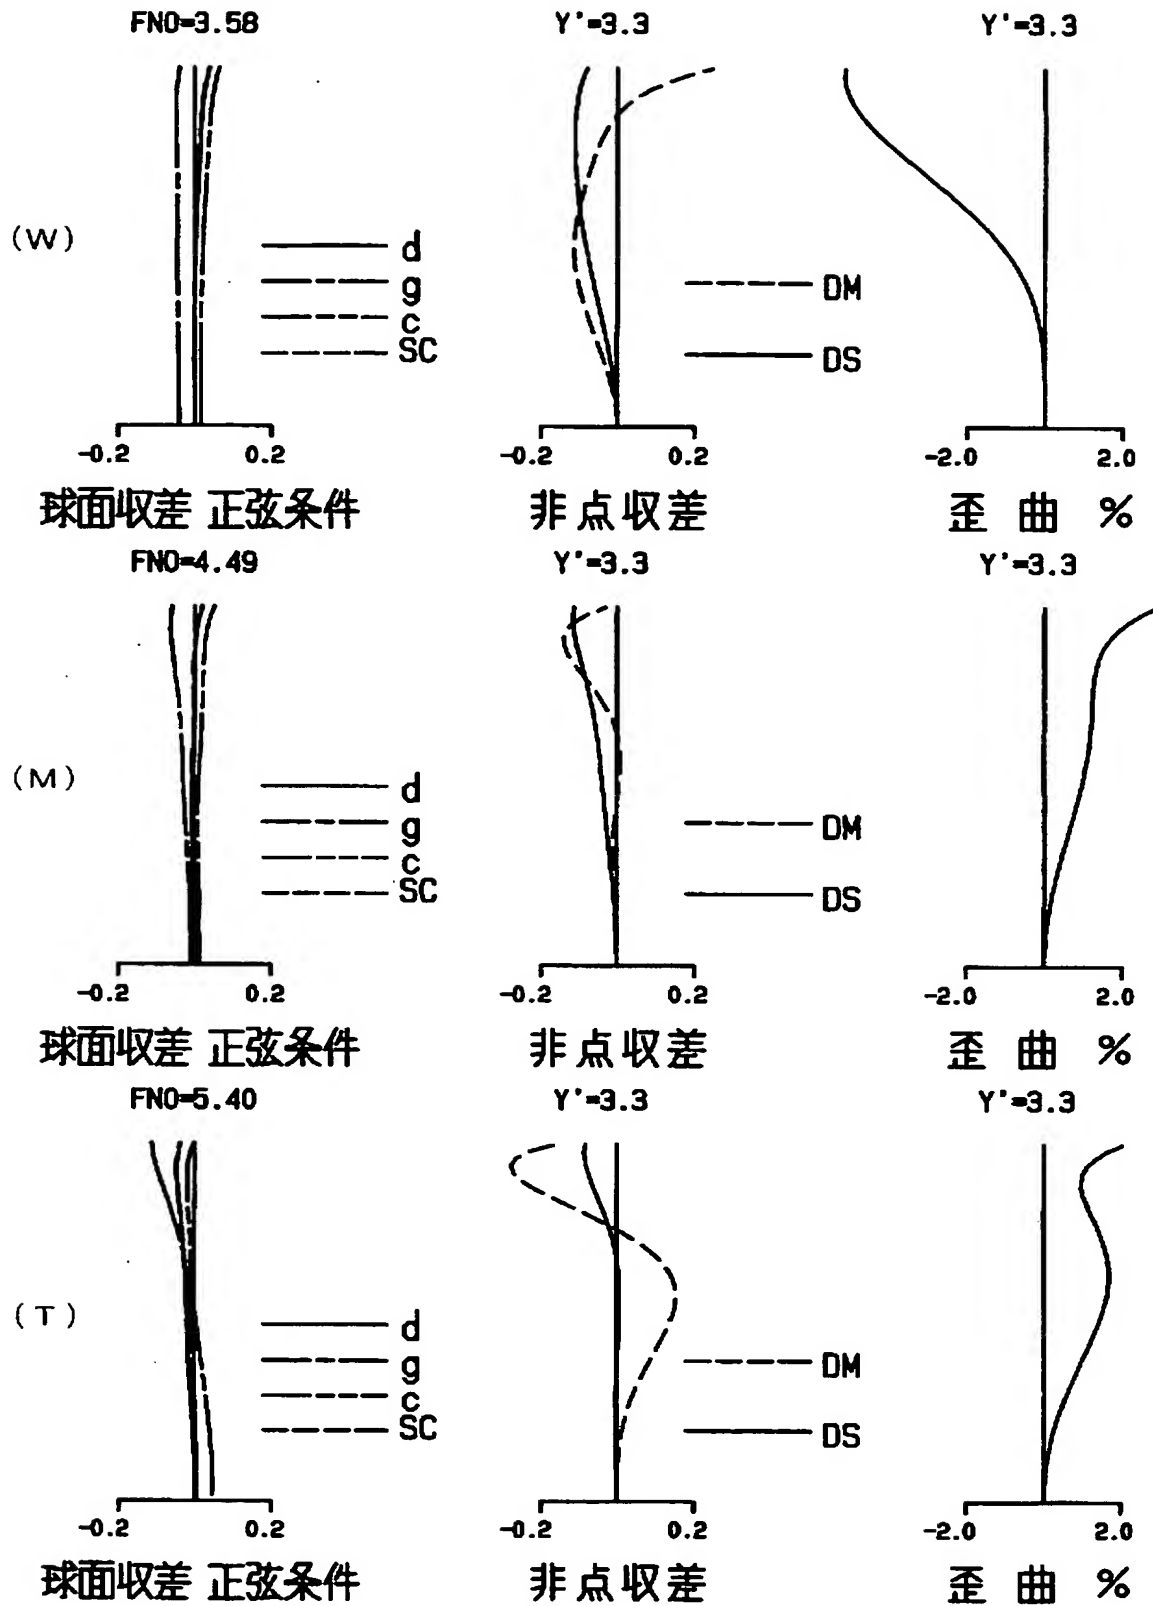 FNO=3.58 Y'=3.3 Y'=3.3
(W)
d
g
c
SC
DM
DS
-0.2 0.2 -0.2 0.2 -2.0 2.0
球面収差 正弦条件 非点収差 歪曲 %
FNO=4.49 Y'=3.3 Y'=3.3
(M)
d
g
c
SC
DM
DS
-0.2 0.2 -0.2 0.2 -2.0 2.0
球面収差 正弦条件 非点収差 歪曲 %
FNO=5.40 Y'=3.3 Y'=3.3
(T)
d
g
c
SC
DM
DS
-0.2 0.2 -0.2 0.2 -2.0 2.0
球面収差 正弦条件 非点収差 歪曲 %